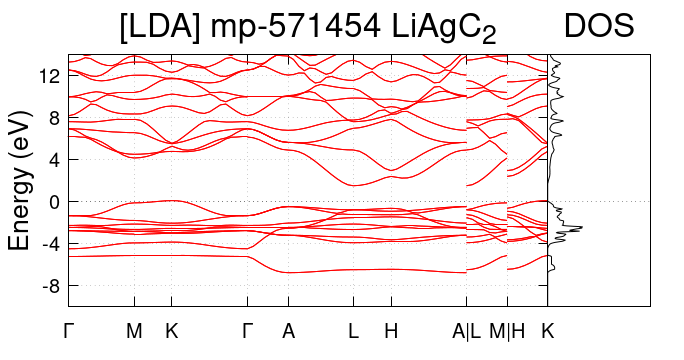 [LDA] mp-571454 LiAgC2 DOS
Energy (eV)
12
8
4
0
-4
-8
Γ M K Γ A L H A|L M|H K